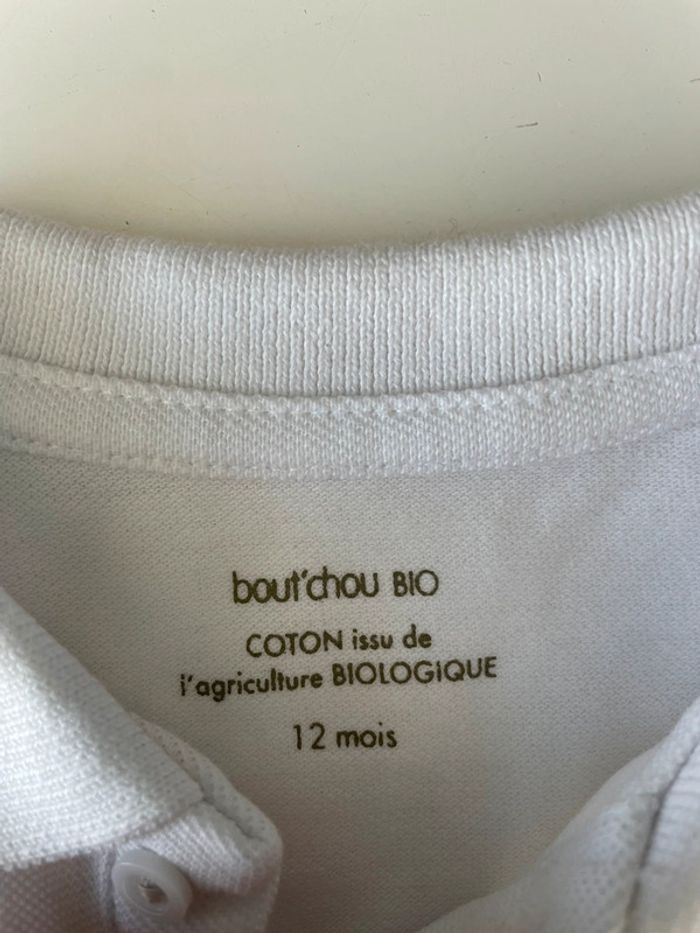 bout'chou BIO
COTON issu de
l'agriculture BIOLOGIQUE
12 mois